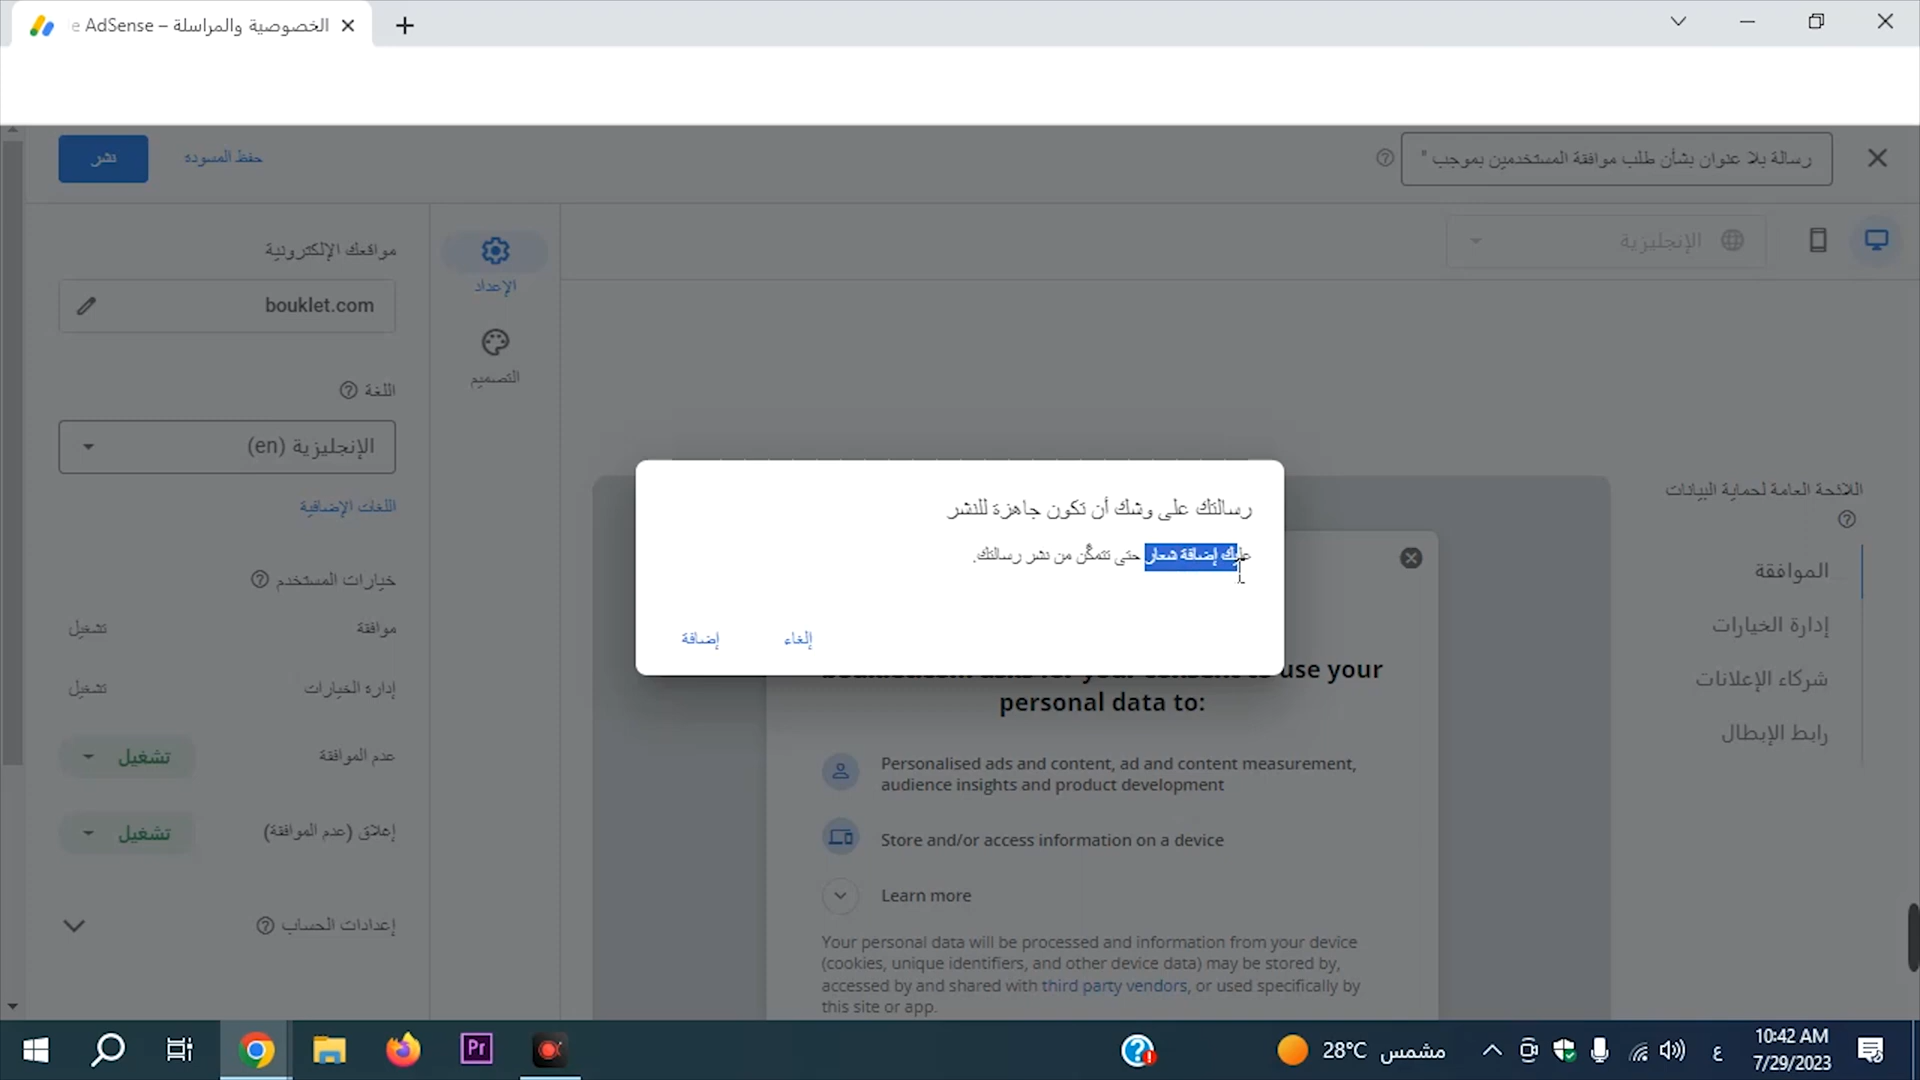 الخصوصية والمراسلة – e AdSense
نشر
حفظ المسودة
رسالة بلا عنوان بشأن طلب موافقة المستخدمين بموجب "
مواقعك الإلكترونية
bouklet.com
اللغة
الإنجليزية (en)
اللغات الإضافية
خيارات المستخدم
موافقة
تشغيل
إدارة الخيارات
تشغيل
عدم الموافقة
تشغيل
إغلاق (عدم الموافقة)
تشغيل
إعدادات الحساب
الإعداد
التصميم
الإنجليزية
اللائحة العامة لحماية البيانات
الموافقة
إدارة الخيارات
شركاء الإعلانات
رابط الإبطال
رسالتك على وشك أن تكون جاهزة للنشر
عليك إضافة شعار حتى تتمكّن من نشر رسالتك.
إلغاء
إضافة
use your
personal data to:
Personalised ads and content, ad and content measurement,
audience insights and product development
Store and/or access information on a device
Learn more
Your personal data will be processed and information from your device
(cookies, unique identifiers, and other device data) may be stored by,
accessed by and shared with third party vendors, or used specifically by
this site or app.
Pr
28°C مشمس
ع
10:42 AM
7/29/2023